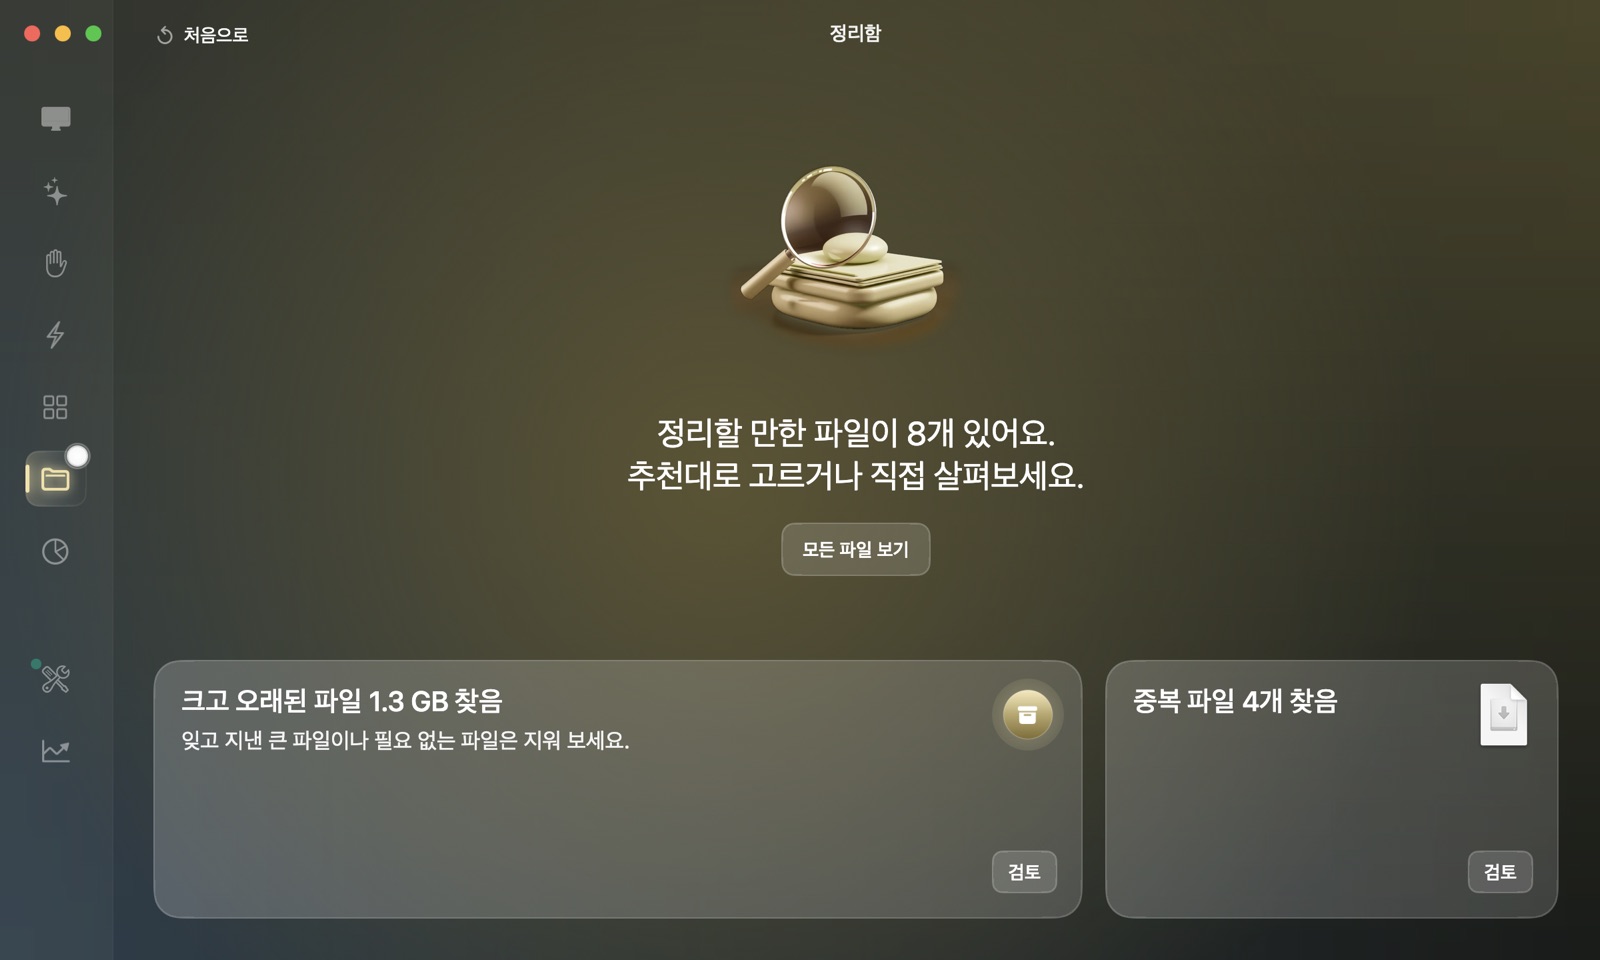 처음으로
정리함
정리할 만한 파일이 8개 있어요.
추천대로 고르거나 직접 살펴보세요.
모든 파일 보기
크고 오래된 파일 1.3 GB 찾음
잊고 지낸 큰 파일이나 필요 없는 파일은 지워 보세요.
검토
중복 파일 4개 찾음
검토